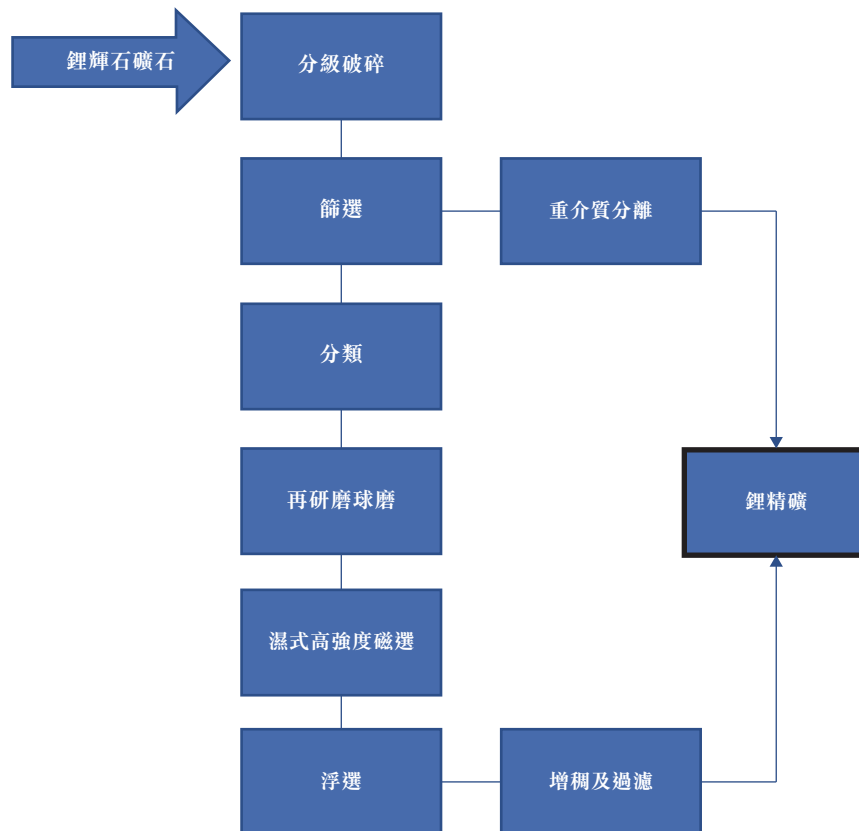 鋰輝石礦石
分級破碎
篩選
重介質分離
分類
再研磨球磨
鋰精礦
濕式高強度磁選
浮選
增稠及過濾